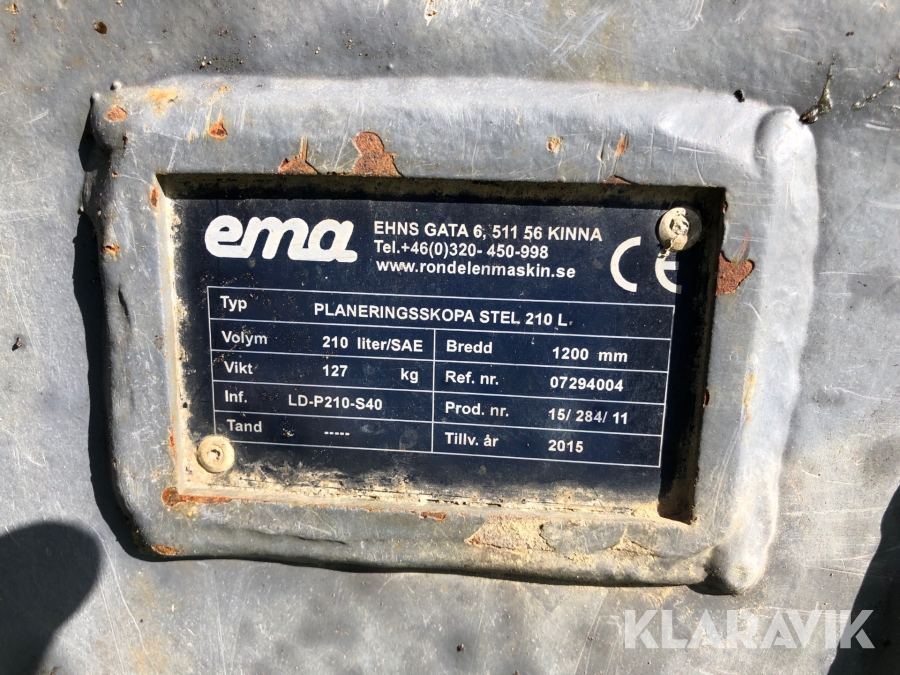 ema
EHNS GATA 6, 511 56 KINNA
Tel.+46(0)320- 450-998
www.rondelenmaskin.se
CE
Typ PLANERINGSSKOPA STEL 210 L
Volym 210 liter/SAE Bredd 1200 mm
Vikt 127 kg Ref. nr. 07294004
Inf. LD-P210-S40 Prod. nr. 15/ 284/ 11
Tand ----- Tillv. år 2015
KLARAVIK